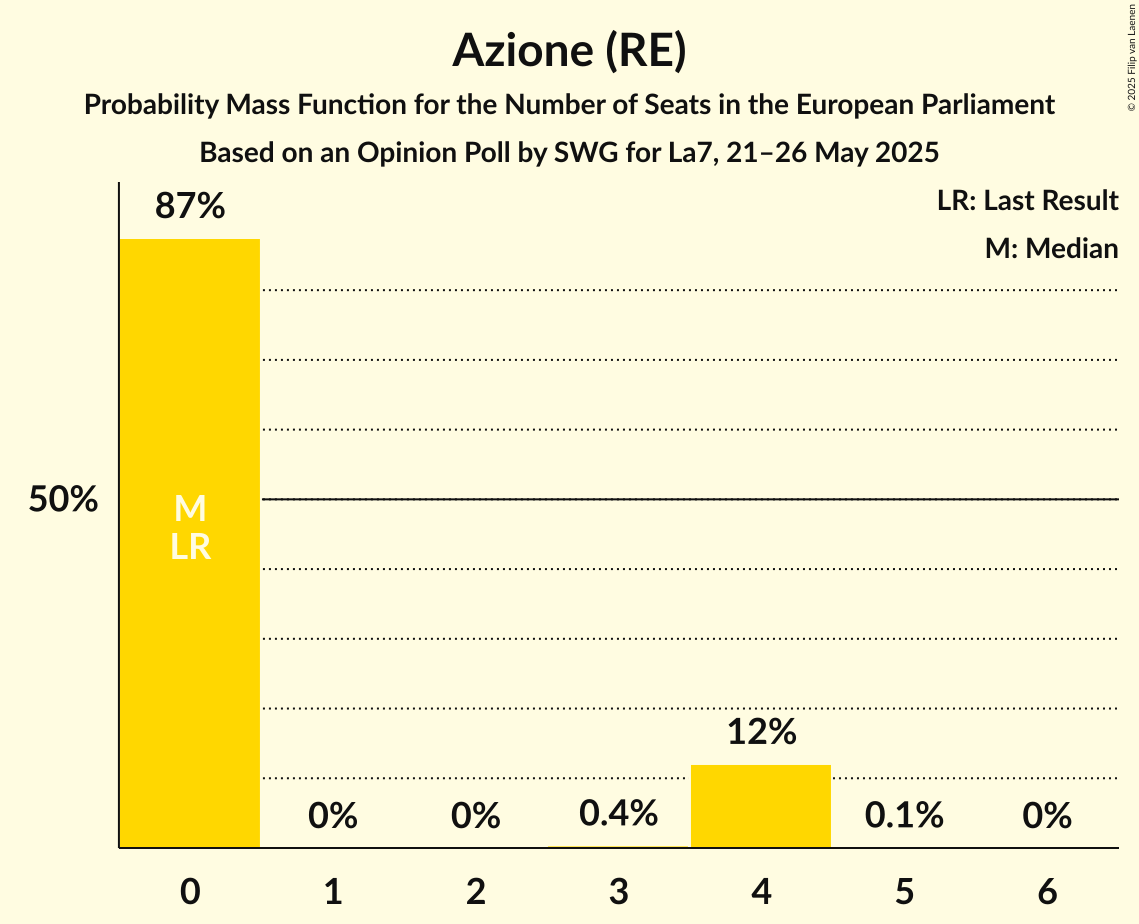 Azione (RE)
Probability Mass Function for the Number of Seats in the European Parliament
Based on an Opinion Poll by SWG for La7, 21–26 May 2025
© 2025 Filip van Laenen
LR: Last Result
M: Median
87%
50%
M
LR
12%
0%
0%
0.4%
0.1%
0%
0
1
2
3
4
5
6